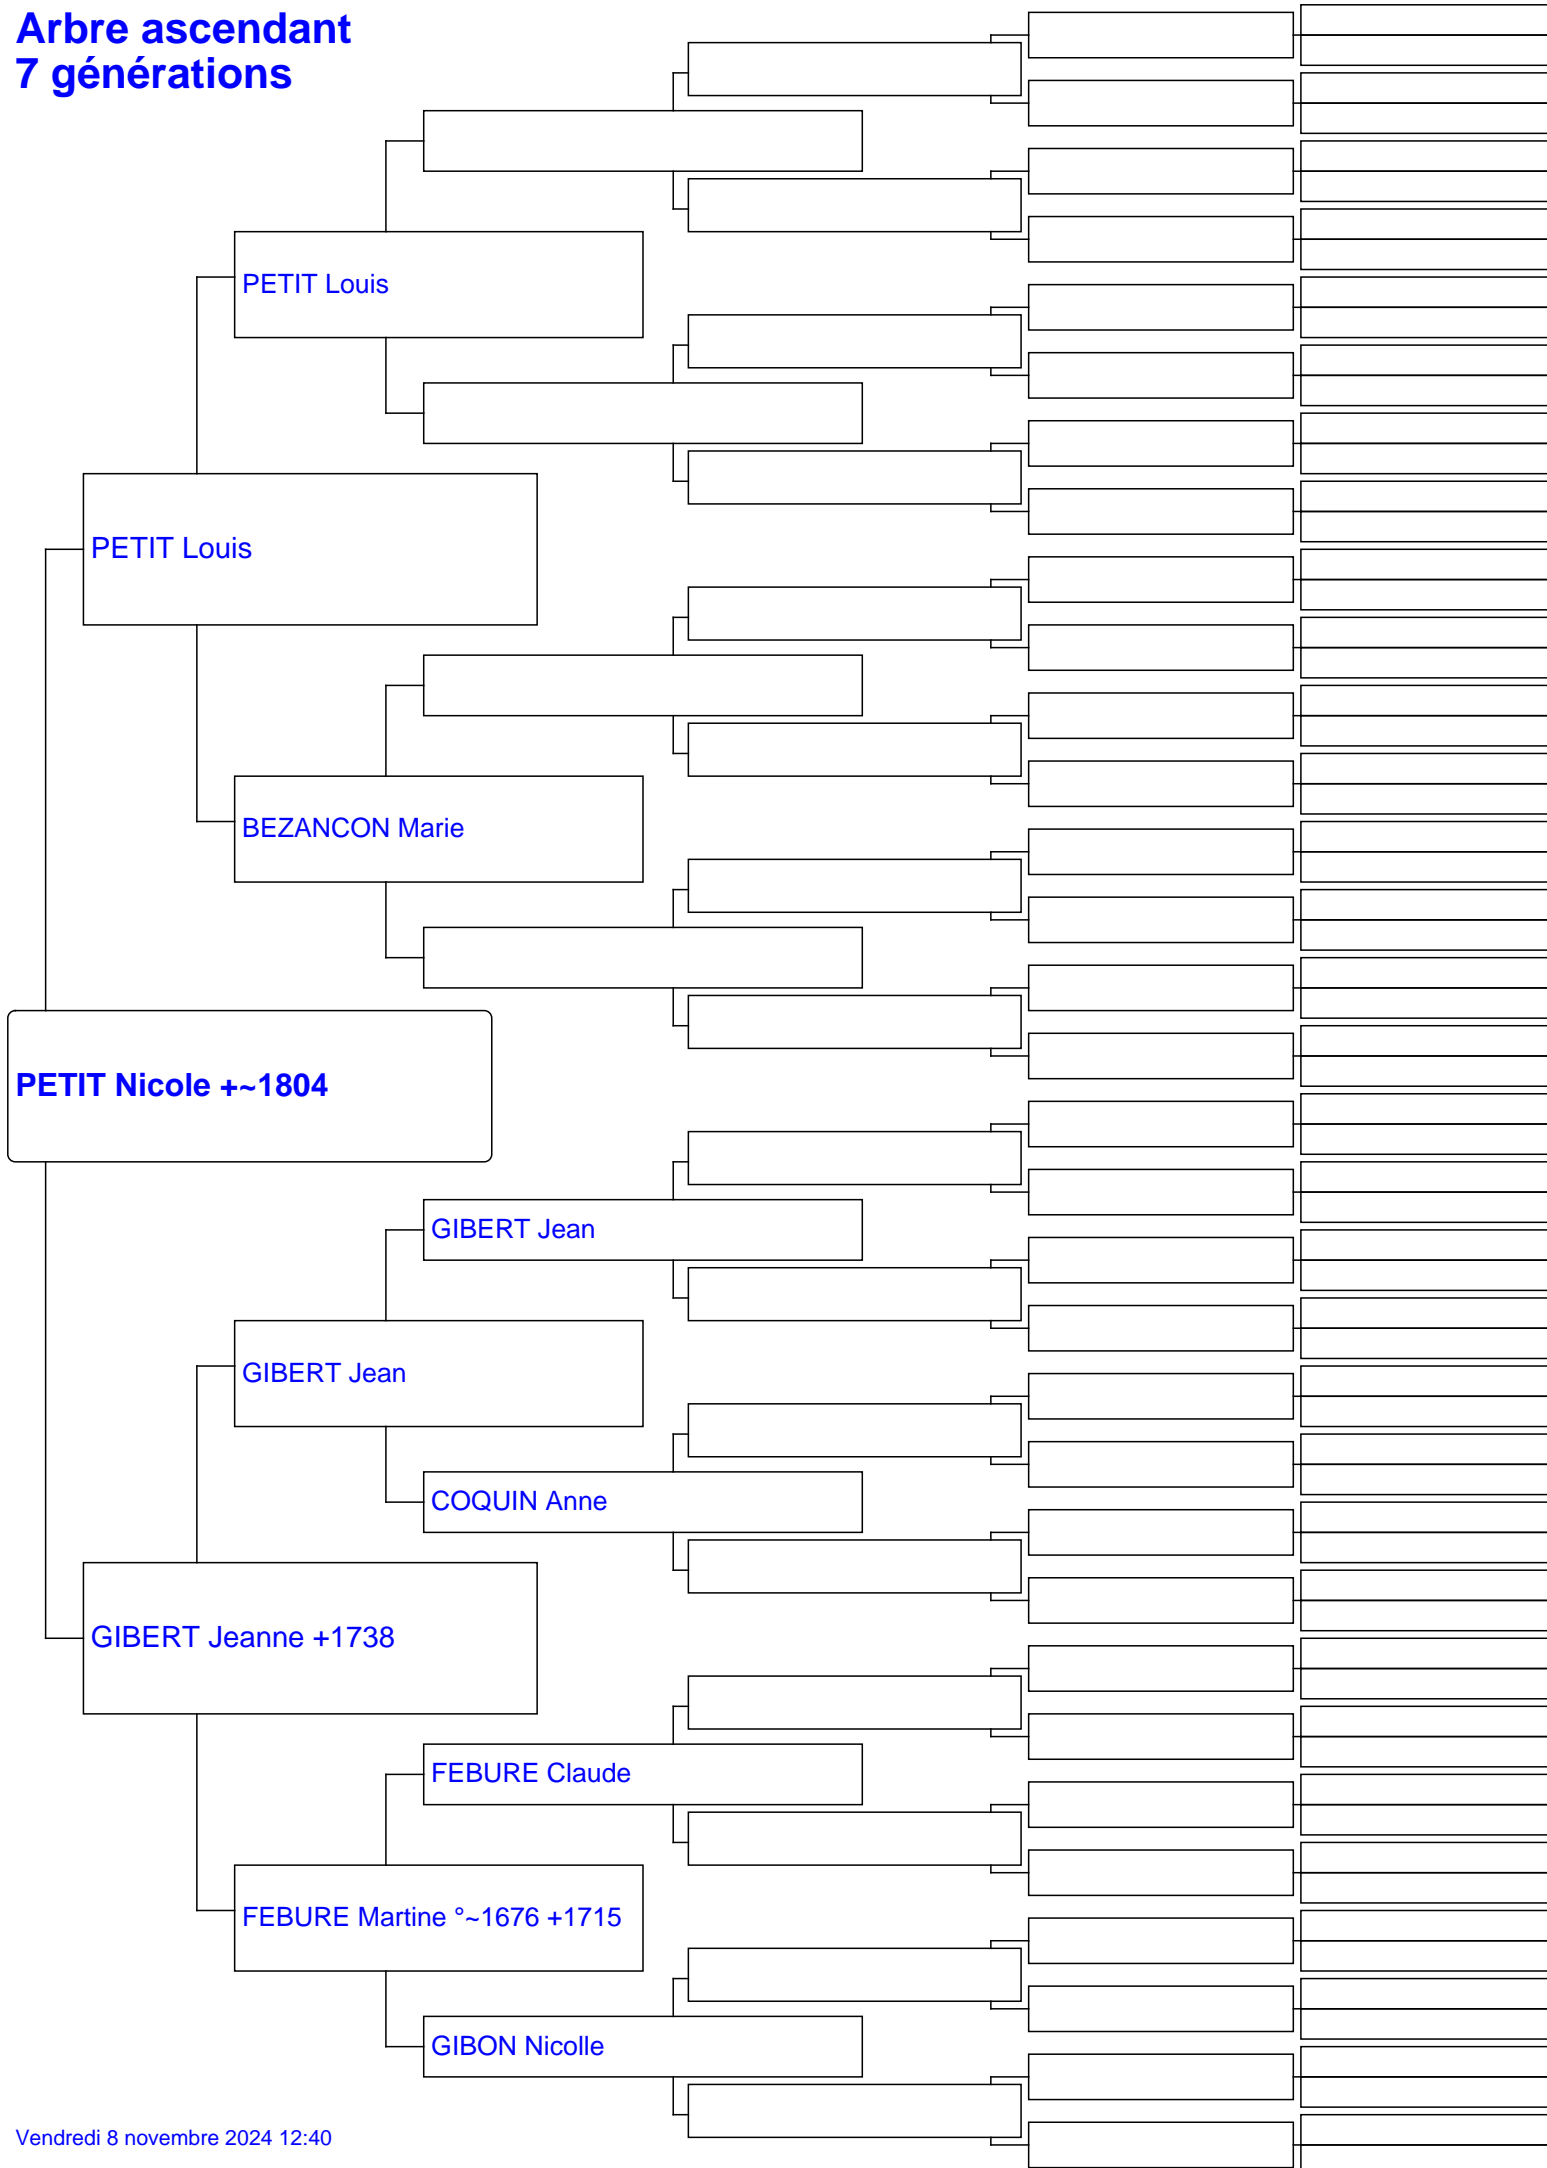 Arbre ascendant
7 générations
PETIT Louis
PETIT Louis
BEZANCON Marie
PETIT Nicole +~1804
GIBERT Jean
GIBERT Jean
COQUIN Anne
GIBERT Jeanne +1738
FEBURE Claude
FEBURE Martine °~1676 +1715
GIBON Nicolle
Vendredi 8 novembre 2024 12:40